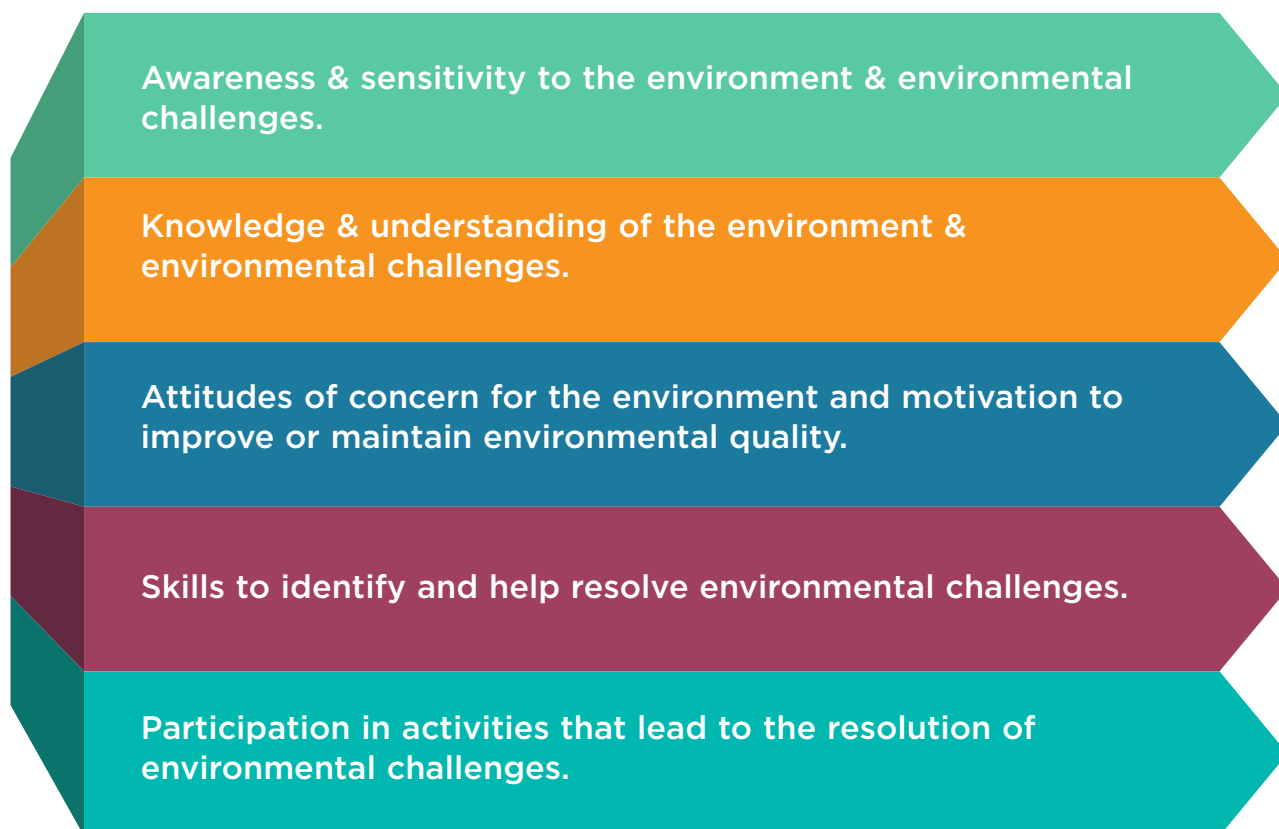 Awareness & sensitivity to the environment & environmental
challenges.
Knowledge & understanding of the environment &
environmental challenges.
Attitudes of concern for the environment and motivation to
improve or maintain environmental quality.
Skills to identify and help resolve environmental challenges.
Participation in activities that lead to the resolution of
environmental challenges.